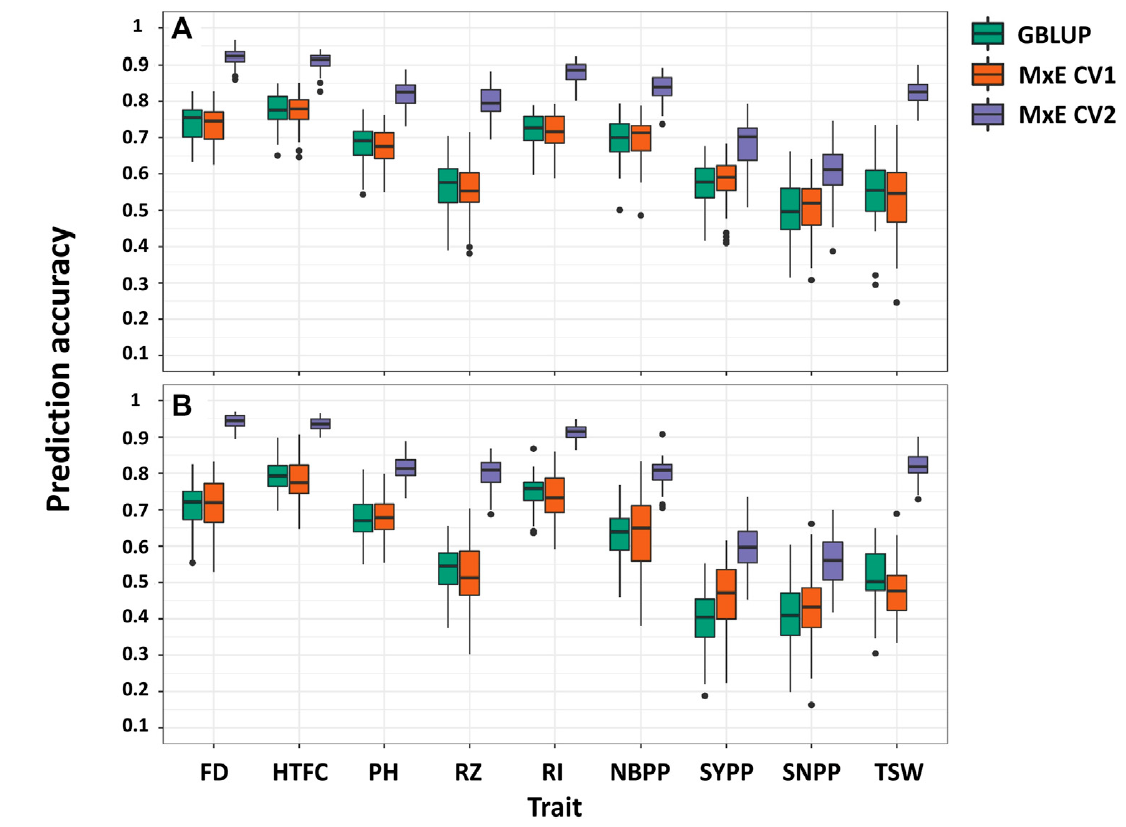 A
1
0.9
0.8
0.7
0.6
0.5
0.4
0.3
0.2
0.1
GBLUP
MxE CV1
MxE CV2
Prediction accuracy
B
1
0.9
0.8
0.7
0.6
0.5
0.4
0.3
0.2
0.1
FD HTFC PH RZ RI NBPP SYPP SNPP TSW
Trait